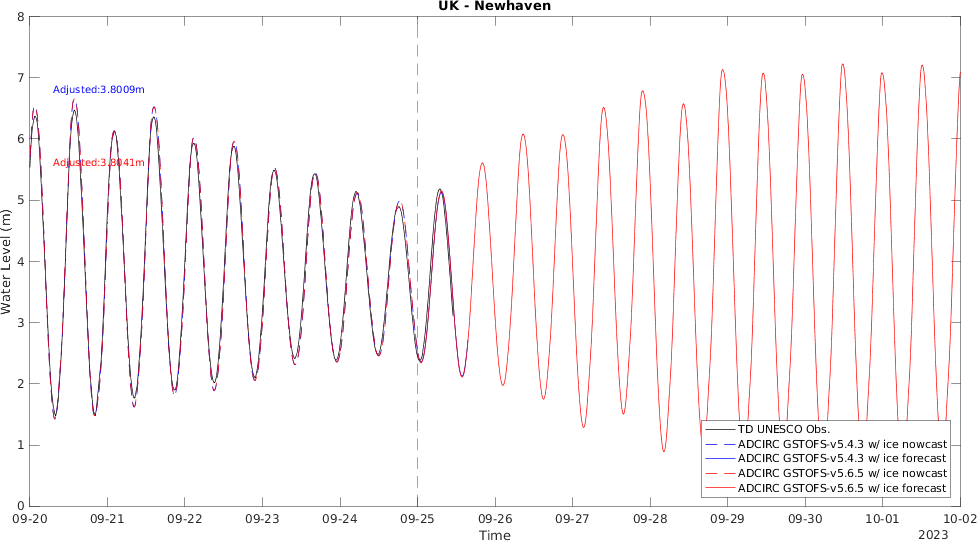 UK - Newhaven
8
7
6
5
4
3
2
1
0
Water Level (m)
Adjusted:3.8009m
Adjusted:3.8041m
TD UNESCO Obs.
ADCIRC GSTOFS-v5.4.3 w/ ice nowcast
ADCIRC GSTOFS-v5.4.3 w/ ice forecast
ADCIRC GSTOFS-v5.6.5 w/ ice nowcast
ADCIRC GSTOFS-v5.6.5 w/ ice forecast
09-20 09-21 09-22 09-23 09-24 09-25 09-26 09-27 09-28 09-29 09-30 10-01 10-02
Time
2023